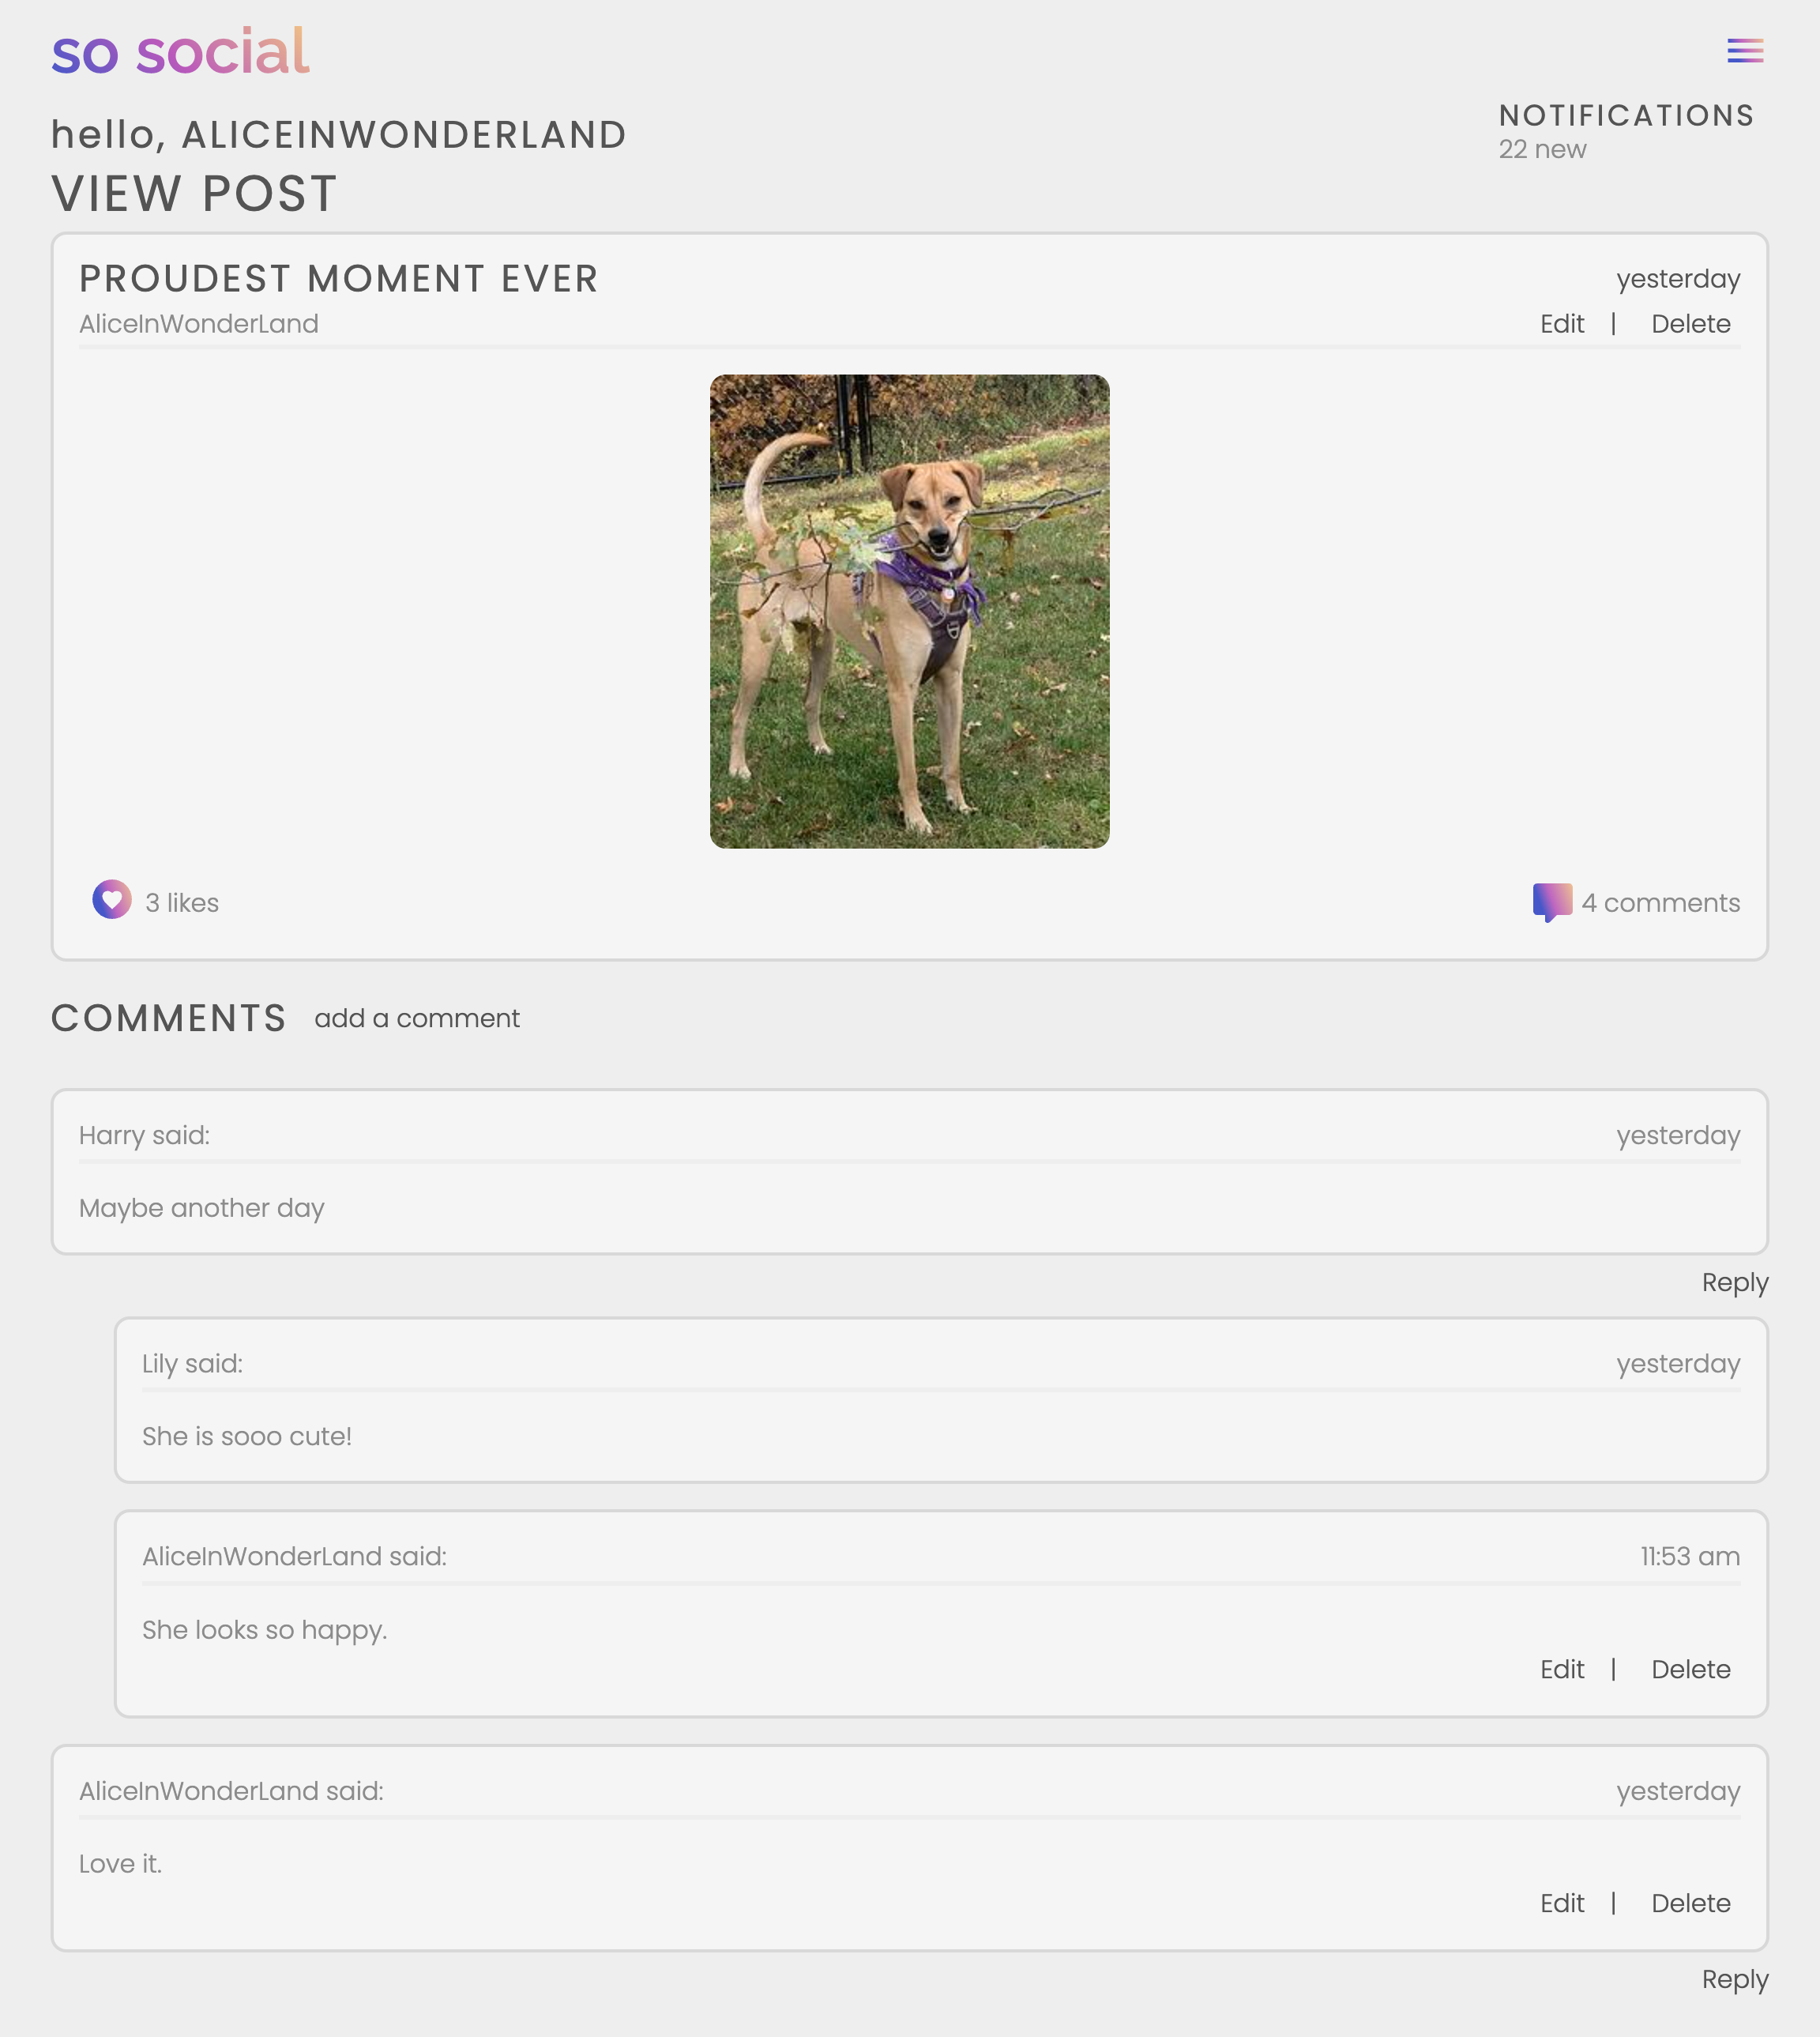 so social
hello, ALICEINWONDERLAND
NOTIFICATIONS
22 new
VIEW POST
PROUDEST MOMENT EVER
yesterday
AliceInWonderLand
Edit | Delete
3 likes
4 comments
COMMENTS add a comment
Harry said:
yesterday
Maybe another day
Reply
Lily said:
yesterday
She is sooo cute!
AliceInWonderLand said:
11:53 am
She looks so happy.
Edit | Delete
AliceInWonderLand said:
yesterday
Love it.
Edit | Delete
Reply